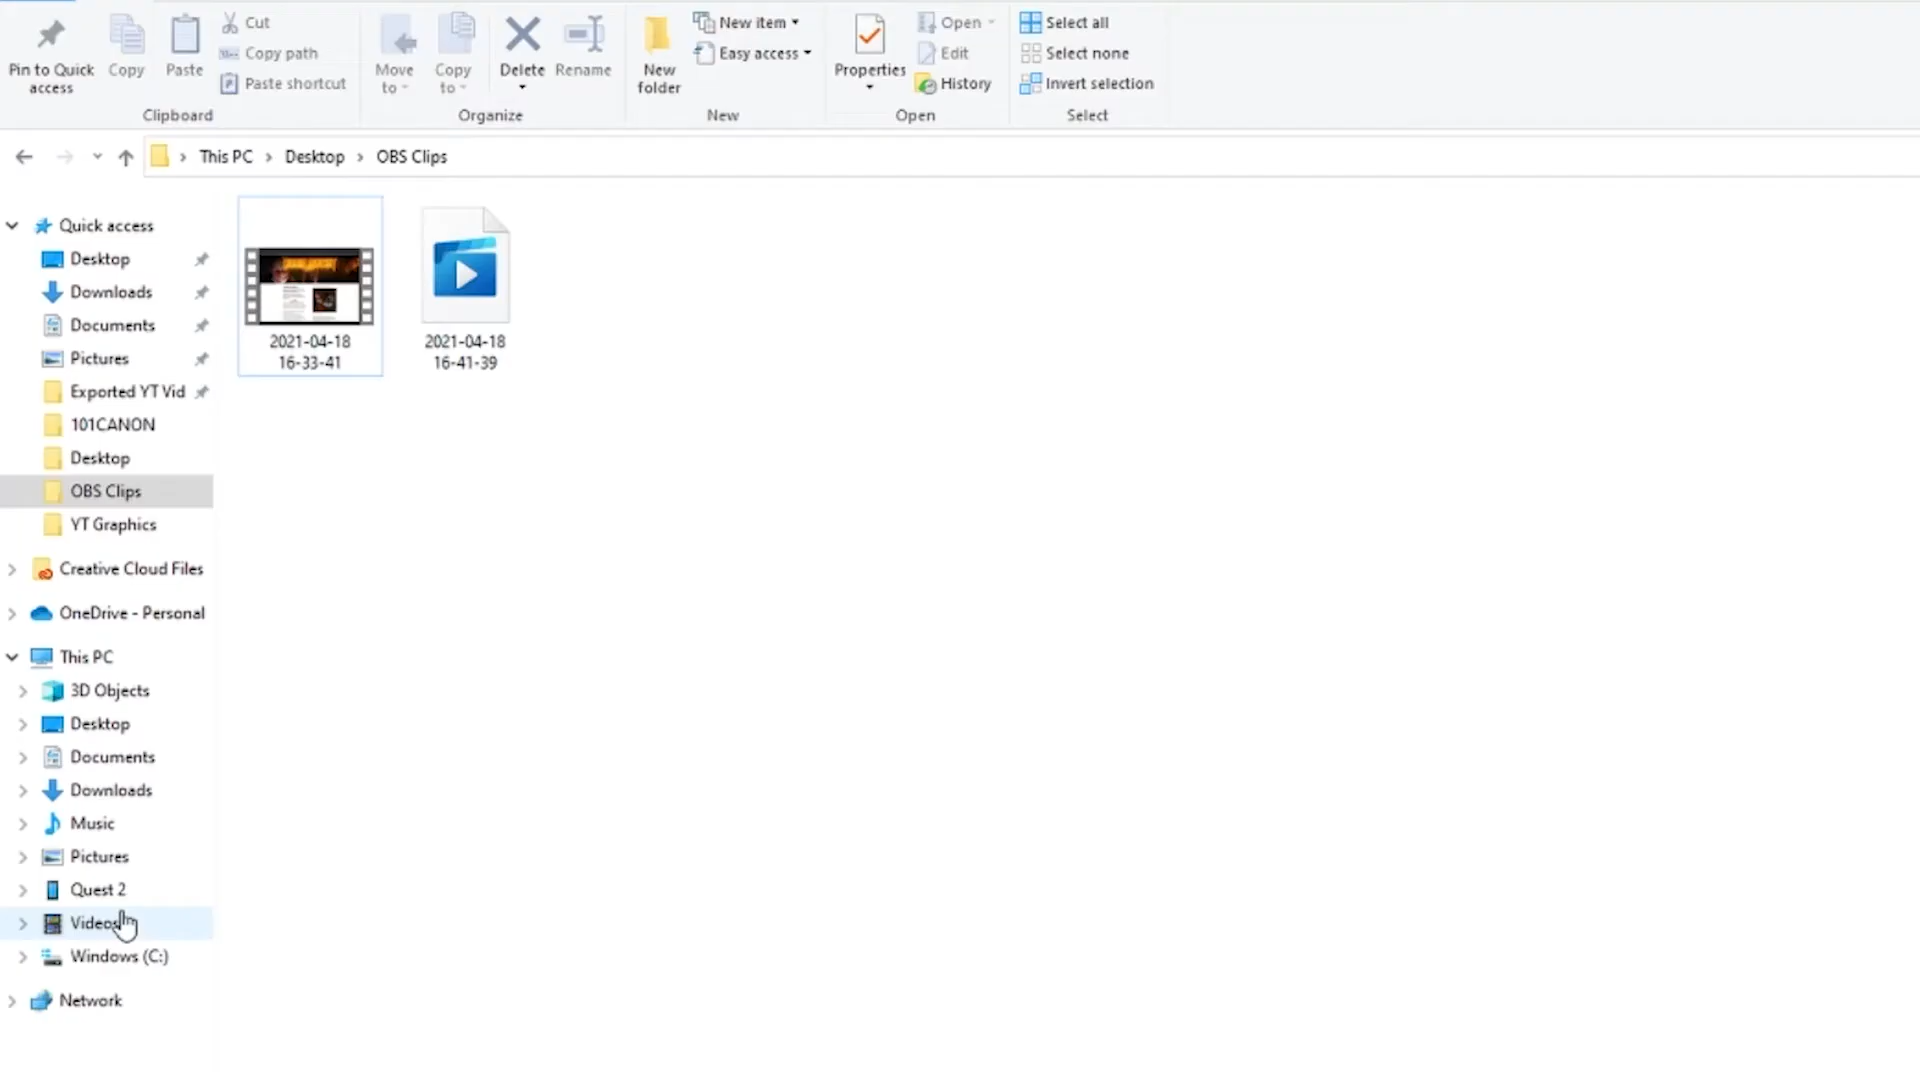 Pin to Quick access
Copy
Paste
Cut
Copy path
Paste shortcut
Clipboard
Move to
Copy to
Delete
Rename
Organize
New folder
New item
Easy access
New
Properties
Open
Edit
History
Open
Select all
Select none
Invert selection
Select
This PC > Desktop > OBS Clips
Quick access
Desktop
Downloads
Documents
Pictures
Exported YT Vid
101CANON
Desktop
OBS Clips
YT Graphics
Creative Cloud Files
OneDrive - Personal
This PC
3D Objects
Desktop
Documents
Downloads
Music
Pictures
Quest 2
Videos
Windows (C:)
Network
2021-04-18
16-33-41
2021-04-18
16-41-39